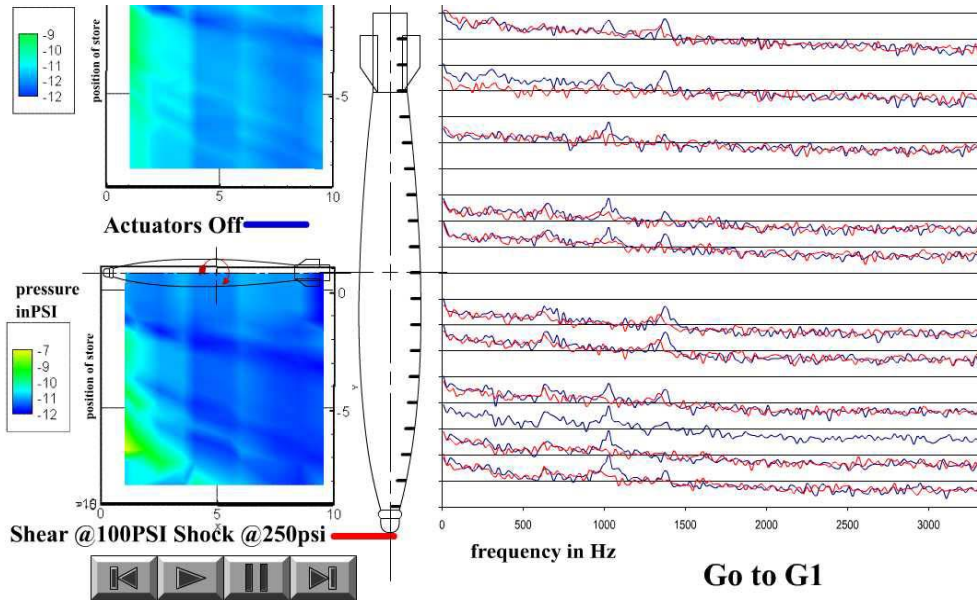 -9
-10
-11
-12
-12
position of store
-5
0
5
10
Actuators Off
pressure
inPSI
-7
-9
-10
-11
-12
position of store
0
-5
0
5
10
X
Y
Shear @100PSI Shock @250psi
0
500
1000
1500
2000
2500
3000
frequency in Hz
Go to G1